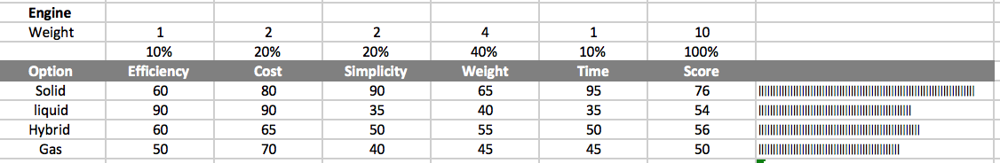 Engine
Weight 1 2 2 4 1 10
10% 20% 20% 40% 10% 100%
Option Efficiency Cost Simplicity Weight Time Score
Solid 60 80 90 65 95 76
liquid 90 90 35 40 35 54
Hybrid 60 65 50 55 50 56
Gas 50 70 40 45 45 50